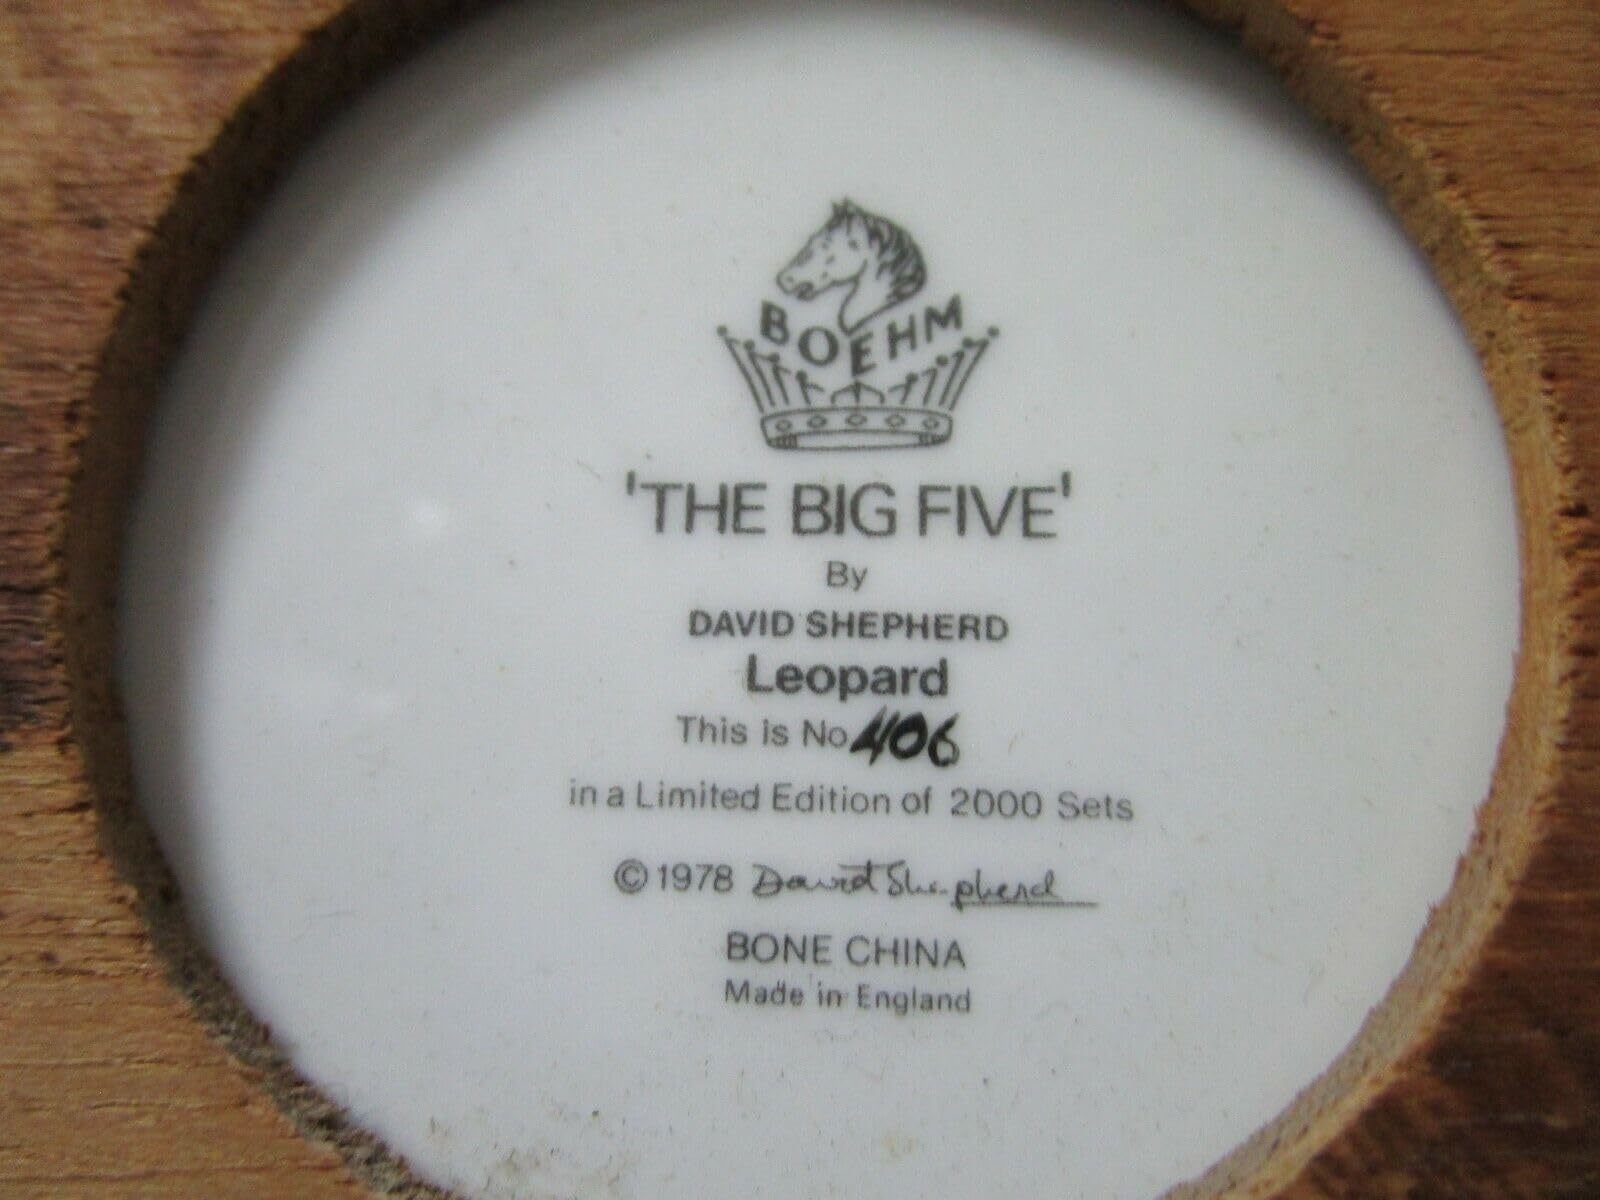 BOEHM
'THE BIG FIVE'
By
DAVID SHEPHERD
Leopard
This is No 406
in a Limited Edition of 2000 Sets
© 1978 David Shepherd
BONE CHINA
Made in England